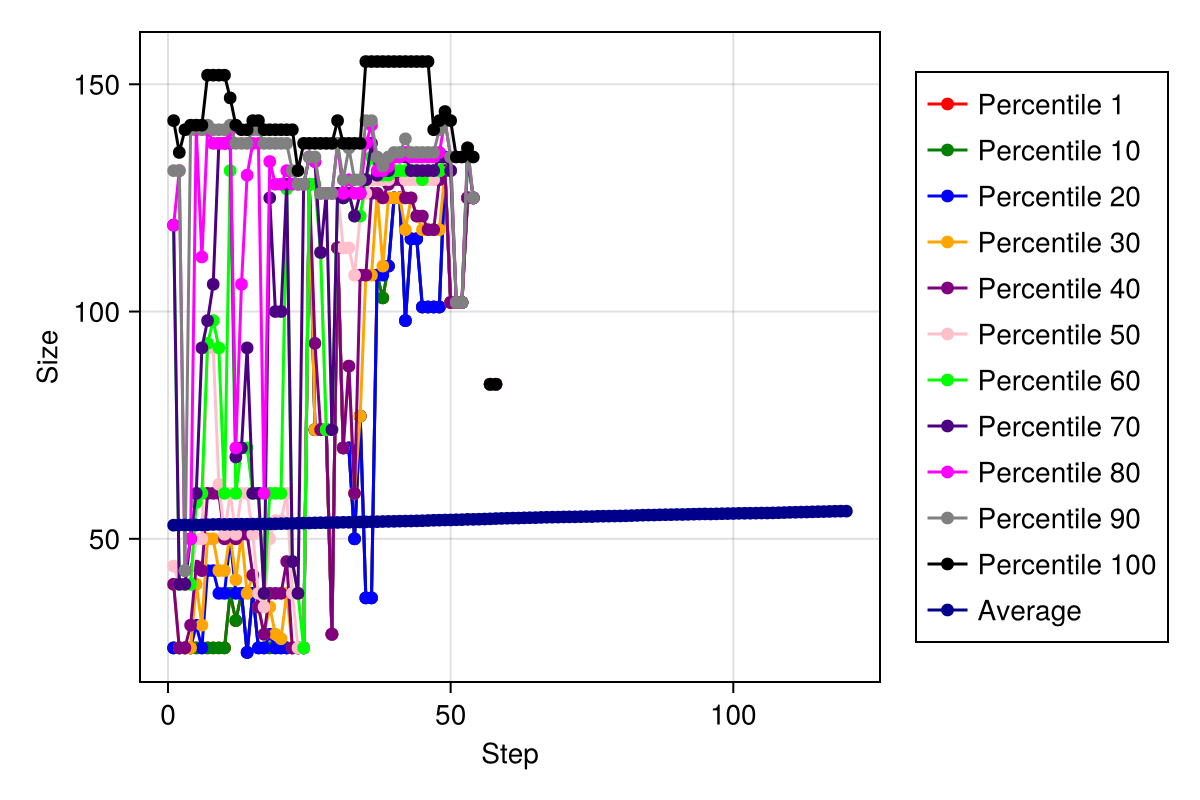 150
100
50
Size
0
50
100
Step
Percentile 1
Percentile 10
Percentile 20
Percentile 30
Percentile 40
Percentile 50
Percentile 60
Percentile 70
Percentile 80
Percentile 90
Percentile 100
Average